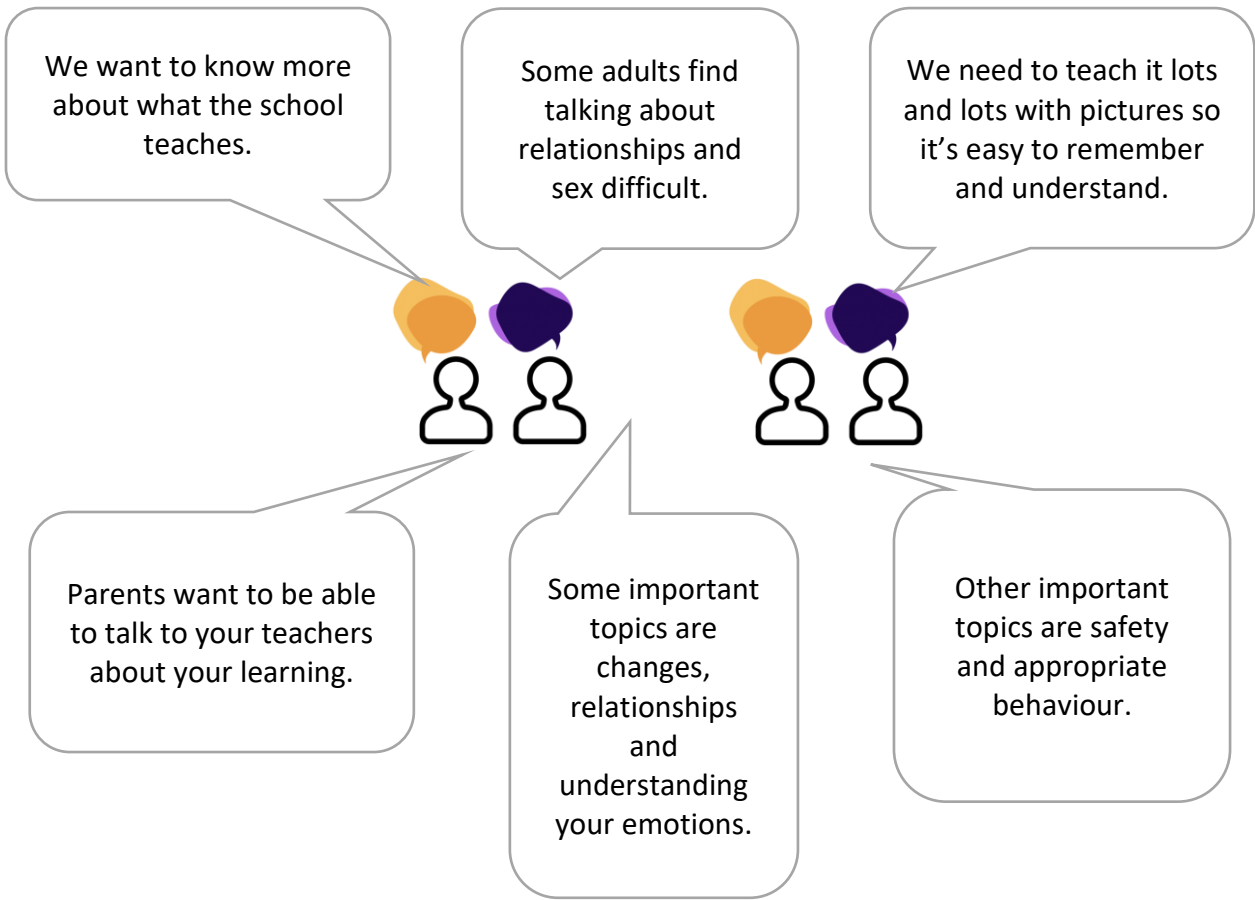 We want to know more
about what the school
teaches.
Some adults find
talking about
relationships and
sex difficult.
We need to teach it lots
and lots with pictures so
it’s easy to remember
and understand.
Parents want to be able
to talk to your teachers
about your learning.
Some important
topics are
changes,
relationships
and
understanding
your emotions.
Other important
topics are safety
and appropriate
behaviour.